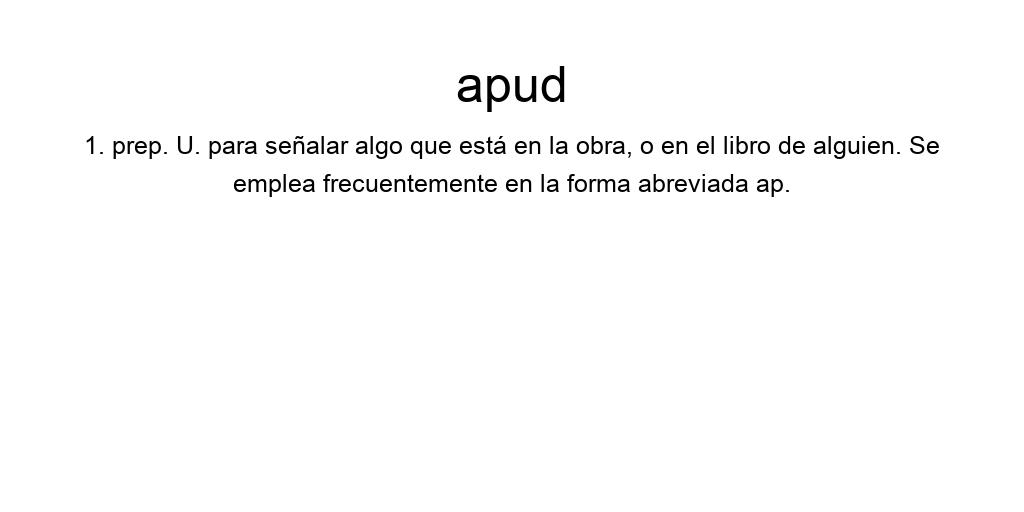 apud
1. prep. U. para señalar algo que está en la obra, o en el libro de alguien. Se
emplea frecuentemente en la forma abreviada ap.